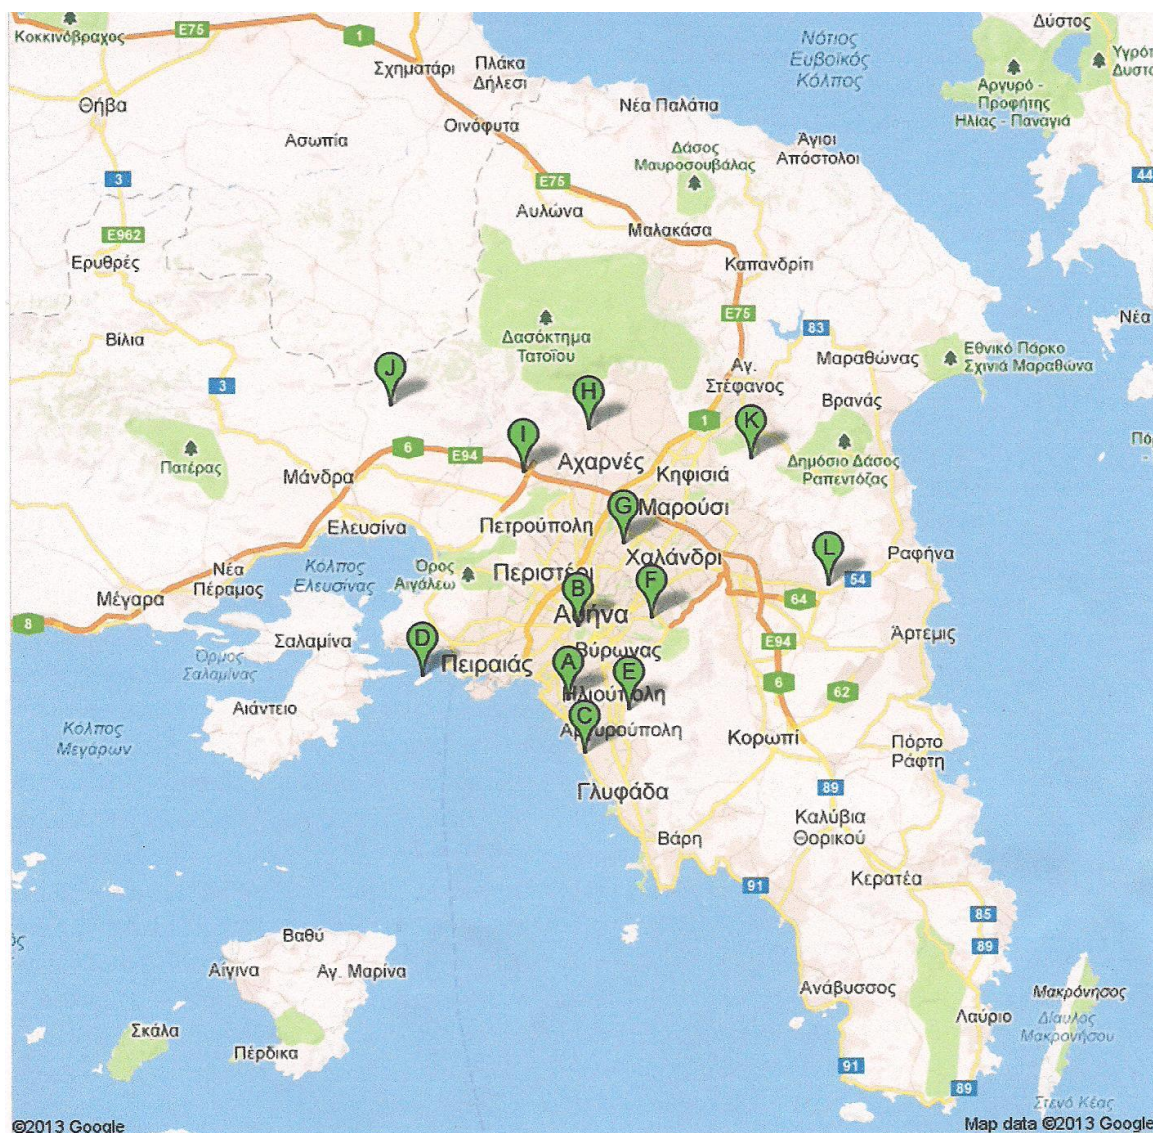 Κοκκινόβραχος
E75
1
Σχηματάρι
Πλάκα
Δήλεσι
Νότιος
Ευβοϊκός
Κόλπος
Δύστος
Αργυρό -
Προφήτης
Ηλίας - Παναγιά
Θήβα
Ασωπία
Οινόφυτα
Νέα Παλάτια
Άγιοι
Απόστολοι
Δάσος
Μαυροσουβάλας
3
E75
44
Αυλώνα
Μαλακάσα
E962
Ερυθρές
Καπανδρίτι
E75
Βίλια
Δασόκτημα
Τατοΐου
83
Μαραθώνας
Νέα
Εθνικό Πάρκο
Σχινιά Μαραθώνα
J
3
Αγ.
Στέφανος
H
Βρανάς
1
K
I
6
E94
Πατέρας
Μάνδρα
Αχαρνές
Κηφισιά
Δημόσιο Δάσος
Ραπεντόζας
Ελευσίνα
Πετρούπολη
G
Μαρούσι
Κόλπος
Ελευσίνας
Όρος
Αιγάλεω
Περιστέρι
Χαλάνδρι
L
54
Ραφήνα
Νέα
Πέραμος
Μέγαρα
8
B
F
64
Αθήνα
Σαλαμίνα
D
Όρμος
Σαλαμίνας
Πειραιάς
Βύρωνας
E94
Άρτεμις
A
E
Ηλιούπολη
6
62
Αιάντειο
C
Αργυρούπολη
Κόλπος
Μεγάρων
Κορωπί
Πόρτο
Ράφτη
Γλυφάδα
89
Καλύβια
Θορικού
Βάρη
91
Κερατέα
85
89
Βαθύ
Αίγινα
Αγ. Μαρίνα
Ανάβυσσος
Μακρόνησος
Δίαυλος
Μακρονήσου
Λαύριο
Σκάλα
Πέρδικα
91
89
Στενό Κέας
©2013 Google
Map data ©2013 Google